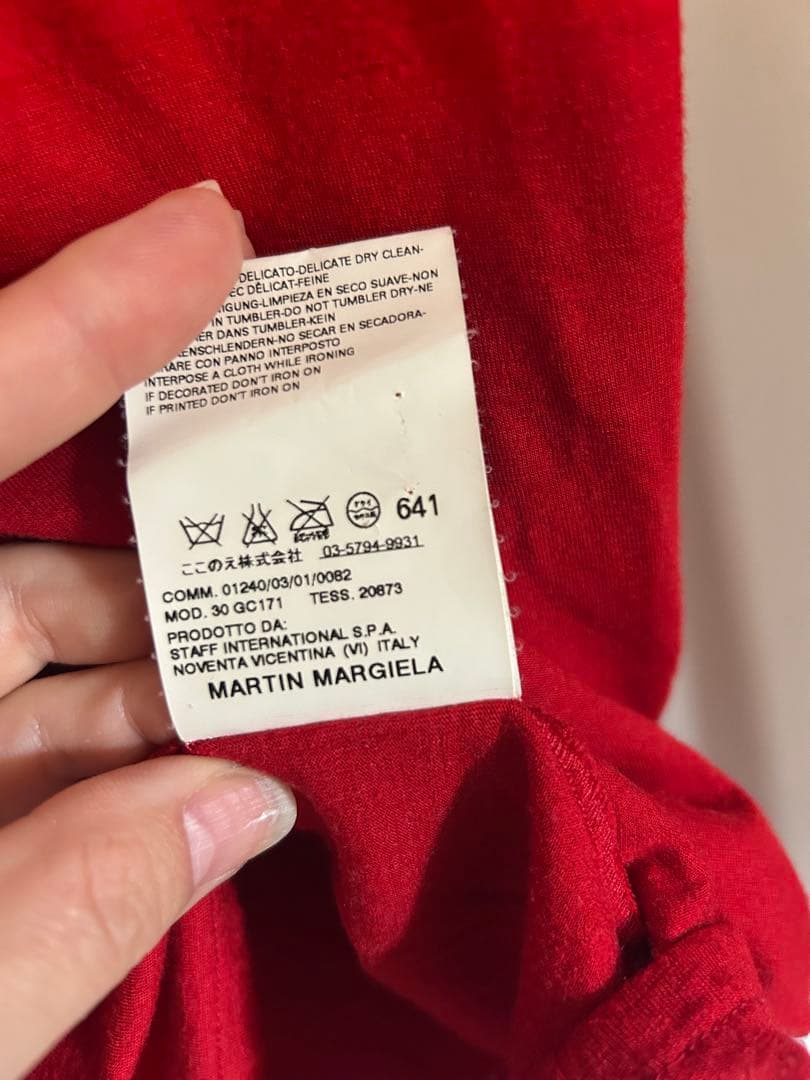 DELICATO-DELICATE DRY CLEAN-
EC DÉLICAT-FEINE
IGUNG-LIMPIEZA EN SECO SUAVE-NON
IN TUMBLER-DO NOT TUMBLER DRY-NE
ER DANS TUMBLER-KEIN
ENSCHLENDERN-NO SECAR EN SECADORA-
RARE CON PANNO INTERPOSTO
INTERPOSE A CLOTH WHILE IRONING
IF DECORATED DON'T IRON ON
IF PRINTED DON'T IRON ON
641
ここのえ株式会社 03-5794-9931
COMM. 01240/03/01/0082
MOD. 30 GC171 TESS. 20873
PRODOTTO DA:
STAFF INTERNATIONAL S.P.A.
NOVENTA VICENTINA (VI) ITALY
MARTIN MARGIELA